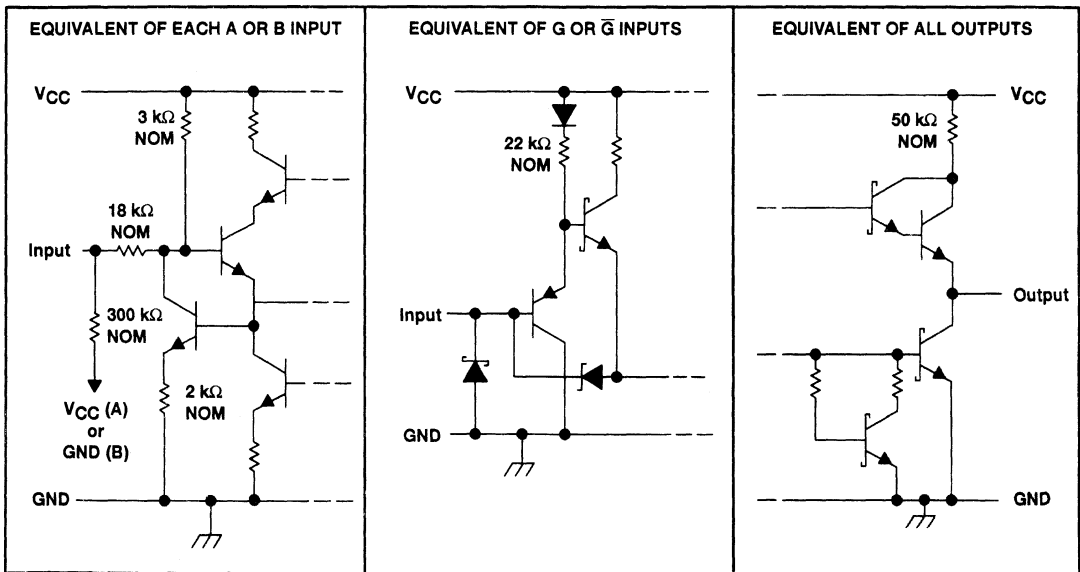 EQUIVALENT OF EACH A OR B INPUT
VCC
3 kΩ
NOM
18 kΩ
NOM
Input
300 kΩ
NOM
2 kΩ
NOM
VCC (A)
or
GND (B)
GND
EQUIVALENT OF G OR G̅ INPUTS
VCC
22 kΩ
NOM
Input
GND
EQUIVALENT OF ALL OUTPUTS
VCC
50 kΩ
NOM
Output
GND